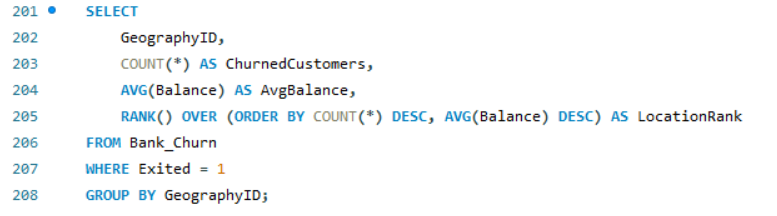 201 SELECT
202 GeographyID,
203 COUNT(*) AS ChurnedCustomers,
204 AVG(Balance) AS AvgBalance,
205 RANK() OVER (ORDER BY COUNT(*) DESC, AVG(Balance) DESC) AS LocationRank
206 FROM Bank_Churn
207 WHERE Exited = 1
208 GROUP BY GeographyID;